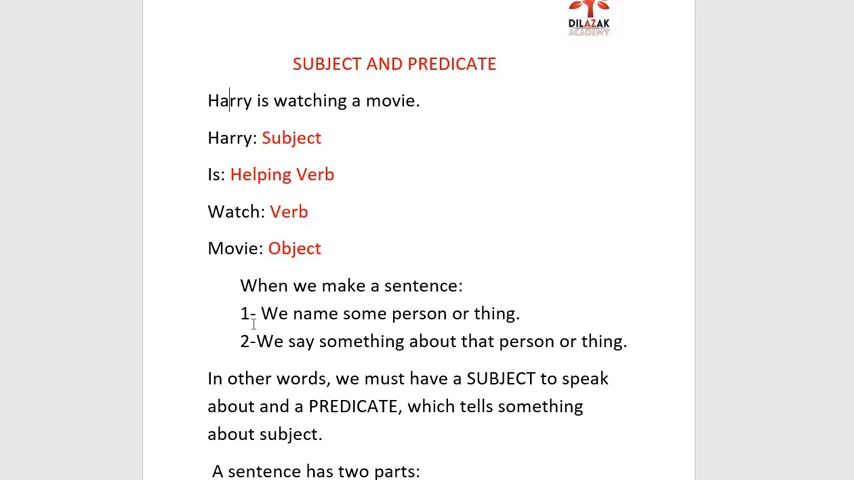 DILAZAK
ACADEMY
SUBJECT AND PREDICATE
Harry is watching a movie.
Harry: Subject
Is: Helping Verb
Watch: Verb
Movie: Object
When we make a sentence:
1- We name some person or thing.
2-We say something about that person or thing.
In other words, we must have a SUBJECT to speak
about and a PREDICATE, which tells something
about subject.
A sentence has two parts: